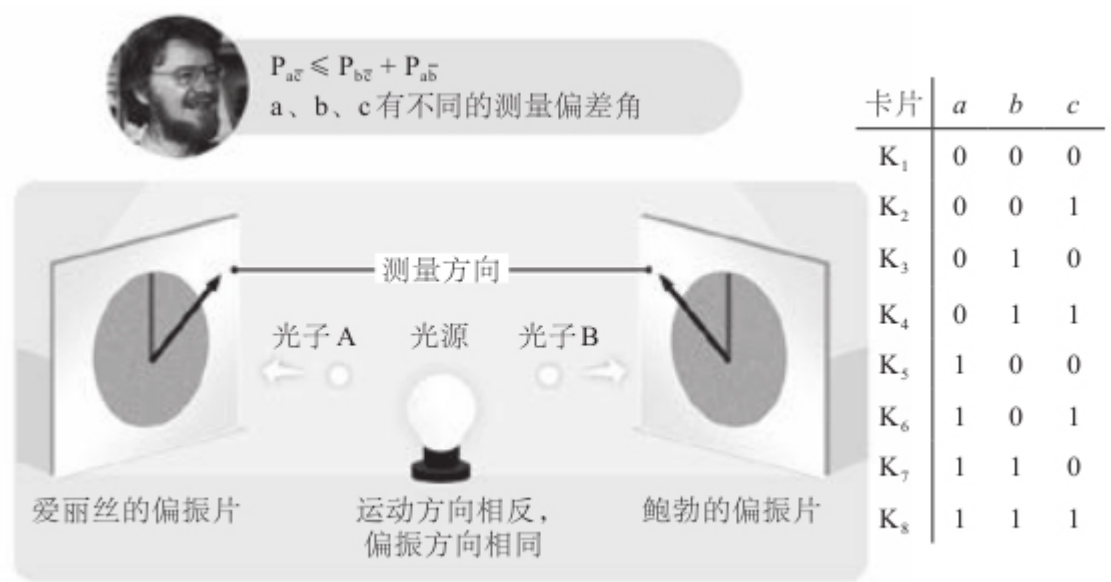 P_{a\bar{c}} ≤ P_{b\bar{c}} + P_{a\bar{b}}
a、b、c有不同的测量偏差角
测量方向
光子A 光源 光子B
爱丽丝的偏振片 运动方向相反， 鲍勃的偏振片
偏振方向相同
卡片 a b c
K₁ 0 0 0
K₂ 0 0 1
K₃ 0 1 0
K₄ 0 1 1
K₅ 1 0 0
K₆ 1 0 1
K₇ 1 1 0
K₈ 1 1 1